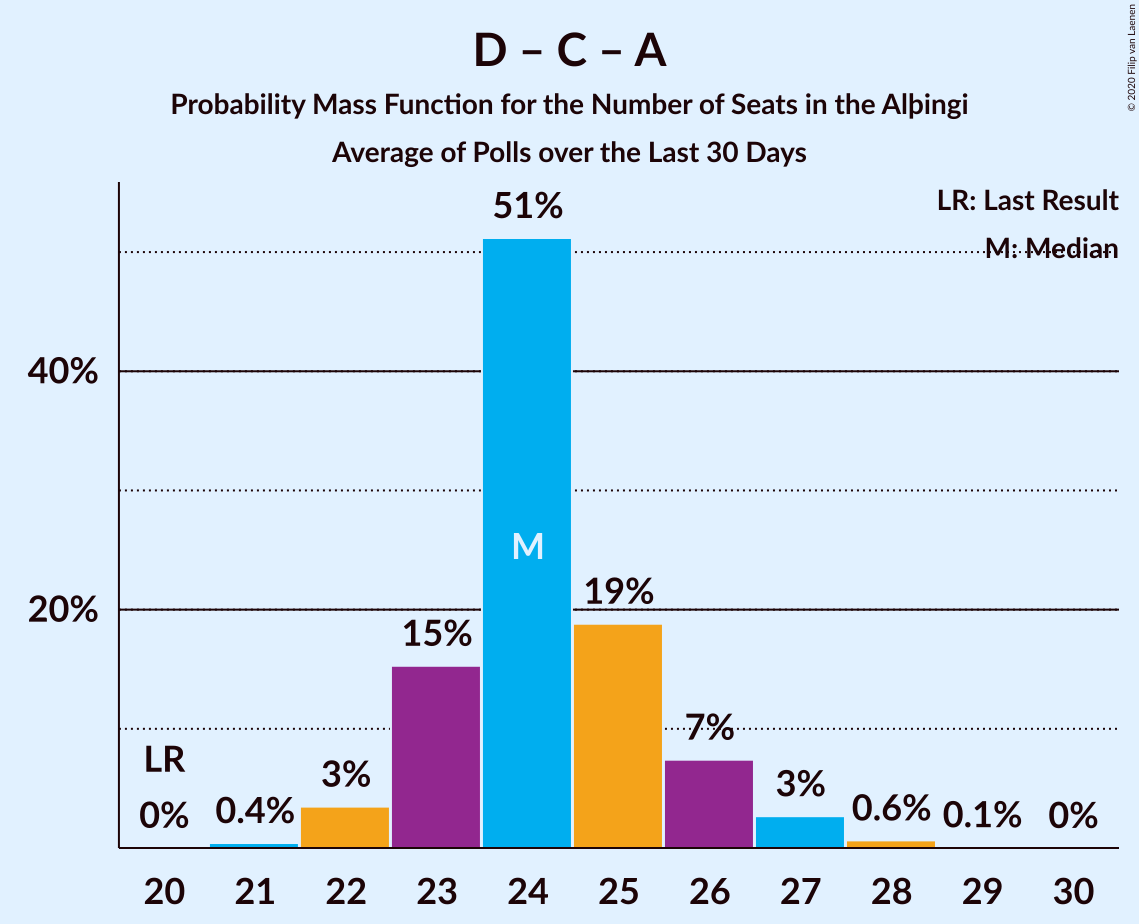 D – C – A
Probability Mass Function for the Number of Seats in the Alþingi
Average of Polls over the Last 30 Days
© 2020 Filip van Laenen
LR: Last Result
M: Median
51%
40%
M
19%
20%
15%
7%
LR
3%
3%
0%
0.4%
0.6%
0.1%
0%
20 21 22 23 24 25 26 27 28 29 30